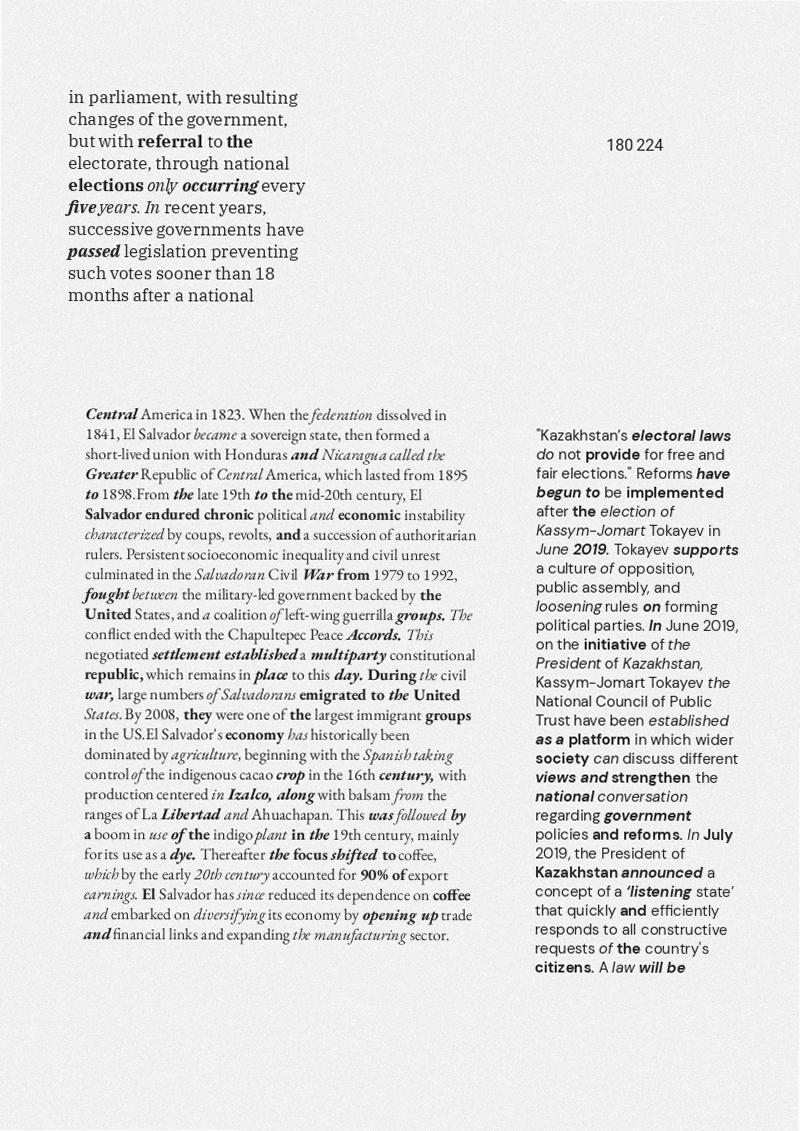 in parliament, with resulting
changes of the government,
but with referral to the
electorate, through national
elections only occurring every
five years. In recent years,
successive governments have
passed legislation preventing
such votes sooner than 18
months after a national
180 224
Central America in 1823. When the federation dissolved in
1841, El Salvador became a sovereign state, then formed a
short-lived union with Honduras and Nicaragua called the
Greater Republic of Central America, which lasted from 1895
to 1898.From the late 19th to the mid-20th century, El
Salvador endured chronic political and economic instability
characterized by coups, revolts, and a succession of authoritarian
rulers. Persistent socioeconomic inequality and civil unrest
culminated in the Salvadoran Civil War from 1979 to 1992,
fought between the military-led government backed by the
United States, and a coalition of left-wing guerrilla groups. The
conflict ended with the Chapultepec Peace Accords. This
negotiated settlement established a multiparty constitutional
republic, which remains in place to this day. During the civil
war, large numbers of Salvadorans emigrated to the United
States. By 2008, they were one of the largest immigrant groups
in the US.El Salvador's economy has historically been
dominated by agriculture, beginning with the Spanish taking
control of the indigenous cacao crop in the 16th century, with
production centered in Izalco, along with balsam from the
ranges of La Libertad and Ahuachapan. This was followed by
a boom in use of the indigo plant in the 19th century, mainly
for its use as a dye. Thereafter the focus shifted to coffee,
which by the early 20th century accounted for 90% of export
earnings. El Salvador has since reduced its dependence on coffee
and embarked on diversifying its economy by opening up trade
and financial links and expanding the manufacturing sector.
"Kazakhstan's electoral laws
do not provide for free and
fair elections." Reforms have
begun to be implemented
after the election of
Kassym-Jomart Tokayev in
June 2019. Tokayev supports
a culture of opposition,
public assembly, and
loosening rules on forming
political parties. In June 2019,
on the initiative of the
President of Kazakhstan,
Kassym-Jomart Tokayev the
National Council of Public
Trust have been established
as a platform in which wider
society can discuss different
views and strengthen the
national conversation
regarding government
policies and reforms. In July
2019, the President of
Kazakhstan announced a
concept of a 'listening state'
that quickly and efficiently
responds to all constructive
requests of the country's
citizens. A law will be